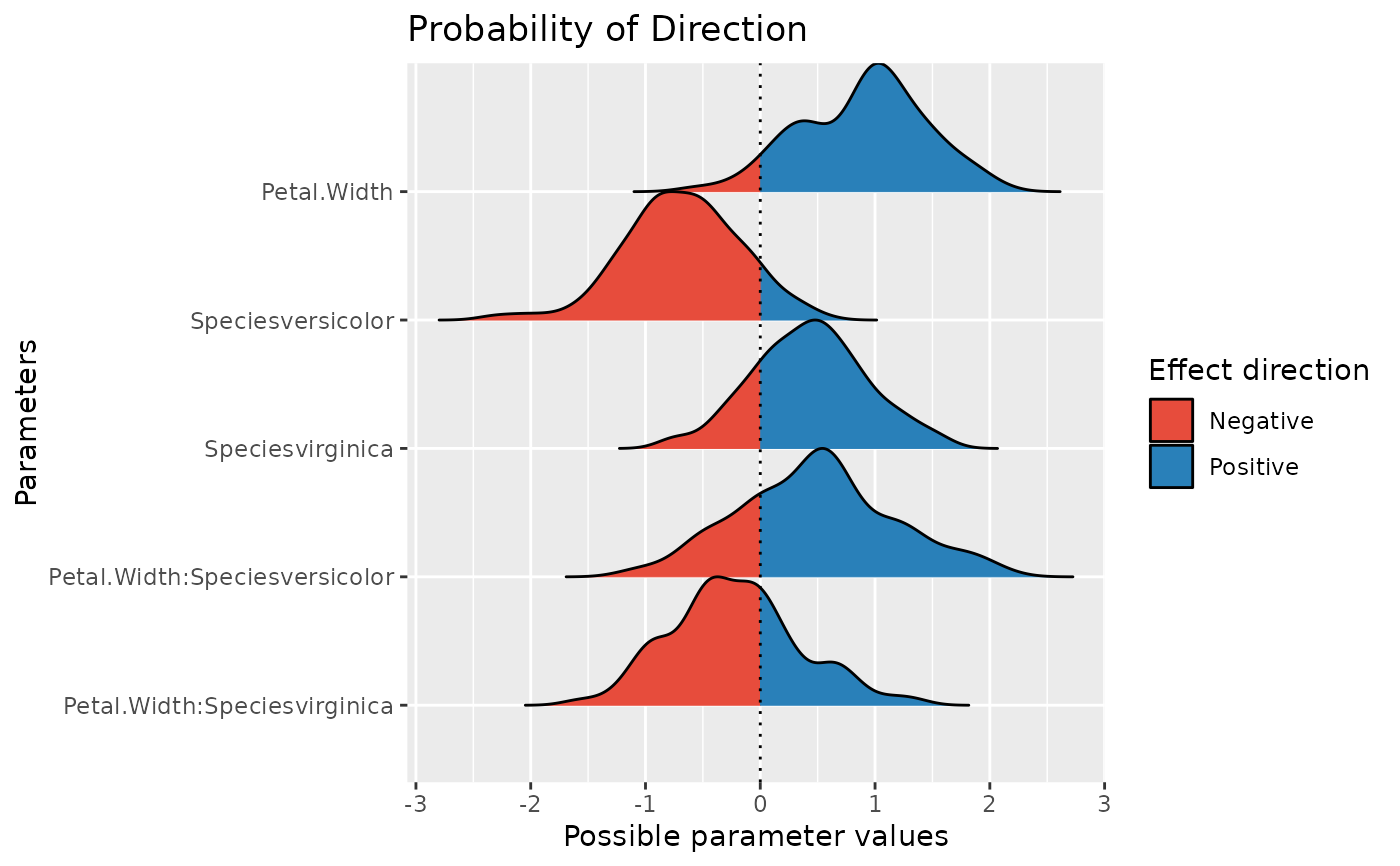 Probability of Direction
Parameters
Petal.Width
Speciesversicolor
Speciesvirginica
Petal.Width:Speciesversicolor
Petal.Width:Speciesvirginica
-3 -2 -1 0 1 2 3
Possible parameter values
Effect direction
Negative
Positive